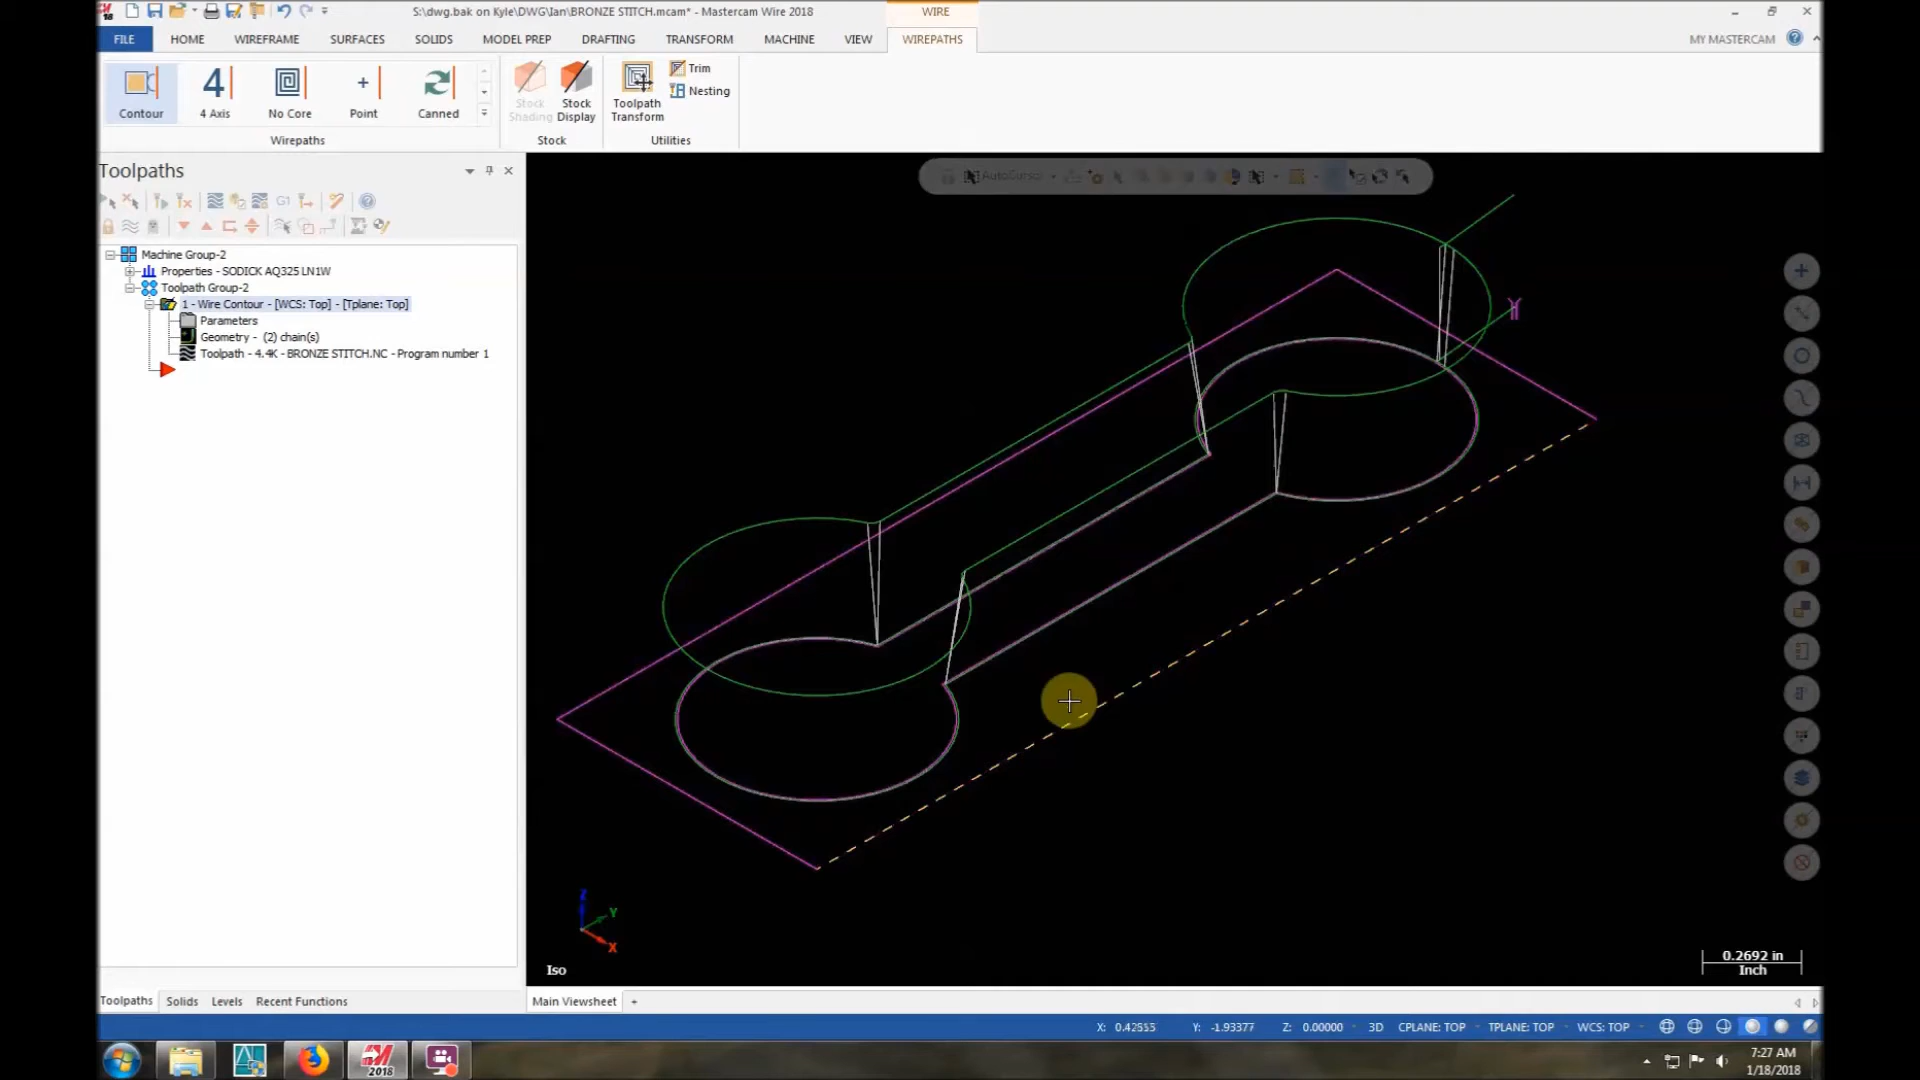 S:\dwg.bak on Kyle\DWG\Ian\BRONZE STITCH.mcam* - Mastercam Wire 2018
WIRE
FILE HOME WIREFRAME SURFACES SOLIDS MODEL PREP DRAFTING TRANSFORM MACHINE VIEW WIREPATHS MY MASTERCAM
Contour 4 Axis No Core Point Canned
Wirepaths
Stock Shading
Stock Display
Stock
Toolpath Transform
Trim
Nesting
Utilities
Toolpaths
AutoCursor
G1
Machine Group-2
Properties - SODICK AQ325 LN1W
Toolpath Group-2
1 - Wire Contour - [WCS: Top] - [Tplane: Top]
Parameters
Geometry - (2) chain(s)
Toolpath - 4.4K - BRONZE STITCH.NC - Program number 1
Z
Y
X
Iso
0.2692 in
Inch
Toolpaths Solids Levels Recent Functions
Main Viewsheet +
X: 0.42555 Y: -1.93377 Z: 0.00000 3D CPLANE: TOP TPLANE: TOP WCS: TOP
2018
7:27 AM
1/18/2018